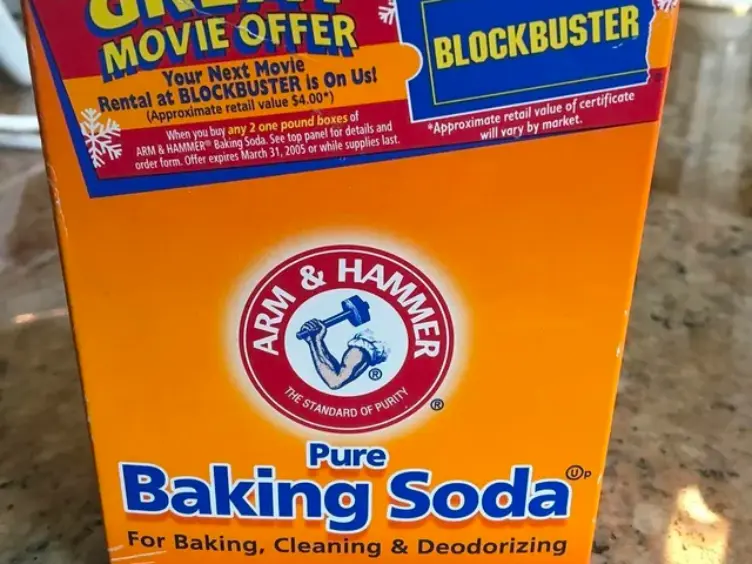 GREAT
MOVIE OFFER
Your Next Movie
Rental at BLOCKBUSTER is On Us!
(Approximate retail value $4.00*)
When you buy any 2 one pound boxes of
ARM & HAMMER® Baking Soda. See top panel for details and
order form. Offer expires March 31, 2005 or while supplies last.
BLOCKBUSTER
*Approximate retail value of certificate
will vary by market.
ARM & HAMMER
®
THE STANDARD OF PURITY
®
Pure
Baking Soda
Ⓤp
For Baking, Cleaning & Deodorizing